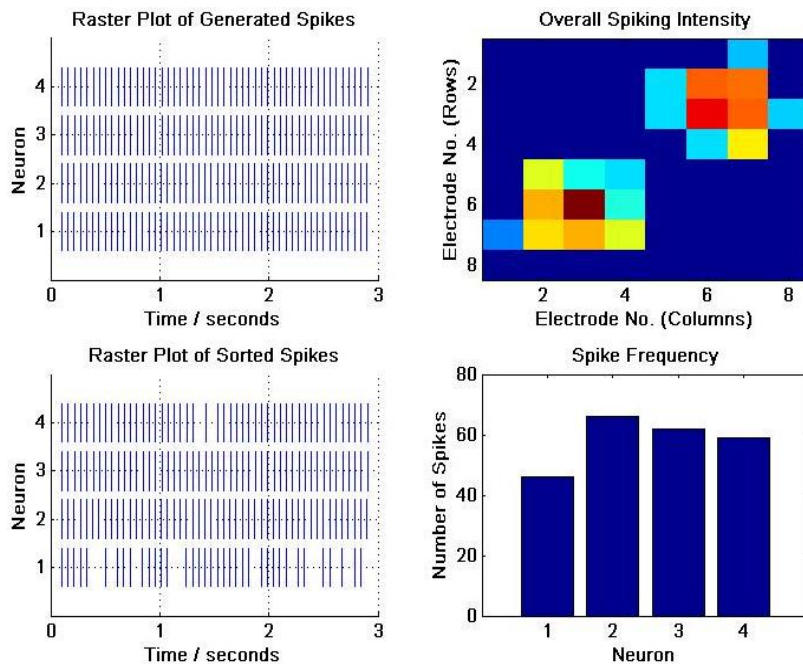 Raster Plot of Generated Spikes
Neuron
4
3
2
1
0 1 2 3
Time / seconds
Overall Spiking Intensity
Electrode No. (Rows)
2
4
6
8
2 4 6 8
Electrode No. (Columns)
Raster Plot of Sorted Spikes
Neuron
4
3
2
1
0 1 2 3
Time / seconds
Spike Frequency
Number of Spikes
80
60
40
20
0
1 2 3 4
Neuron